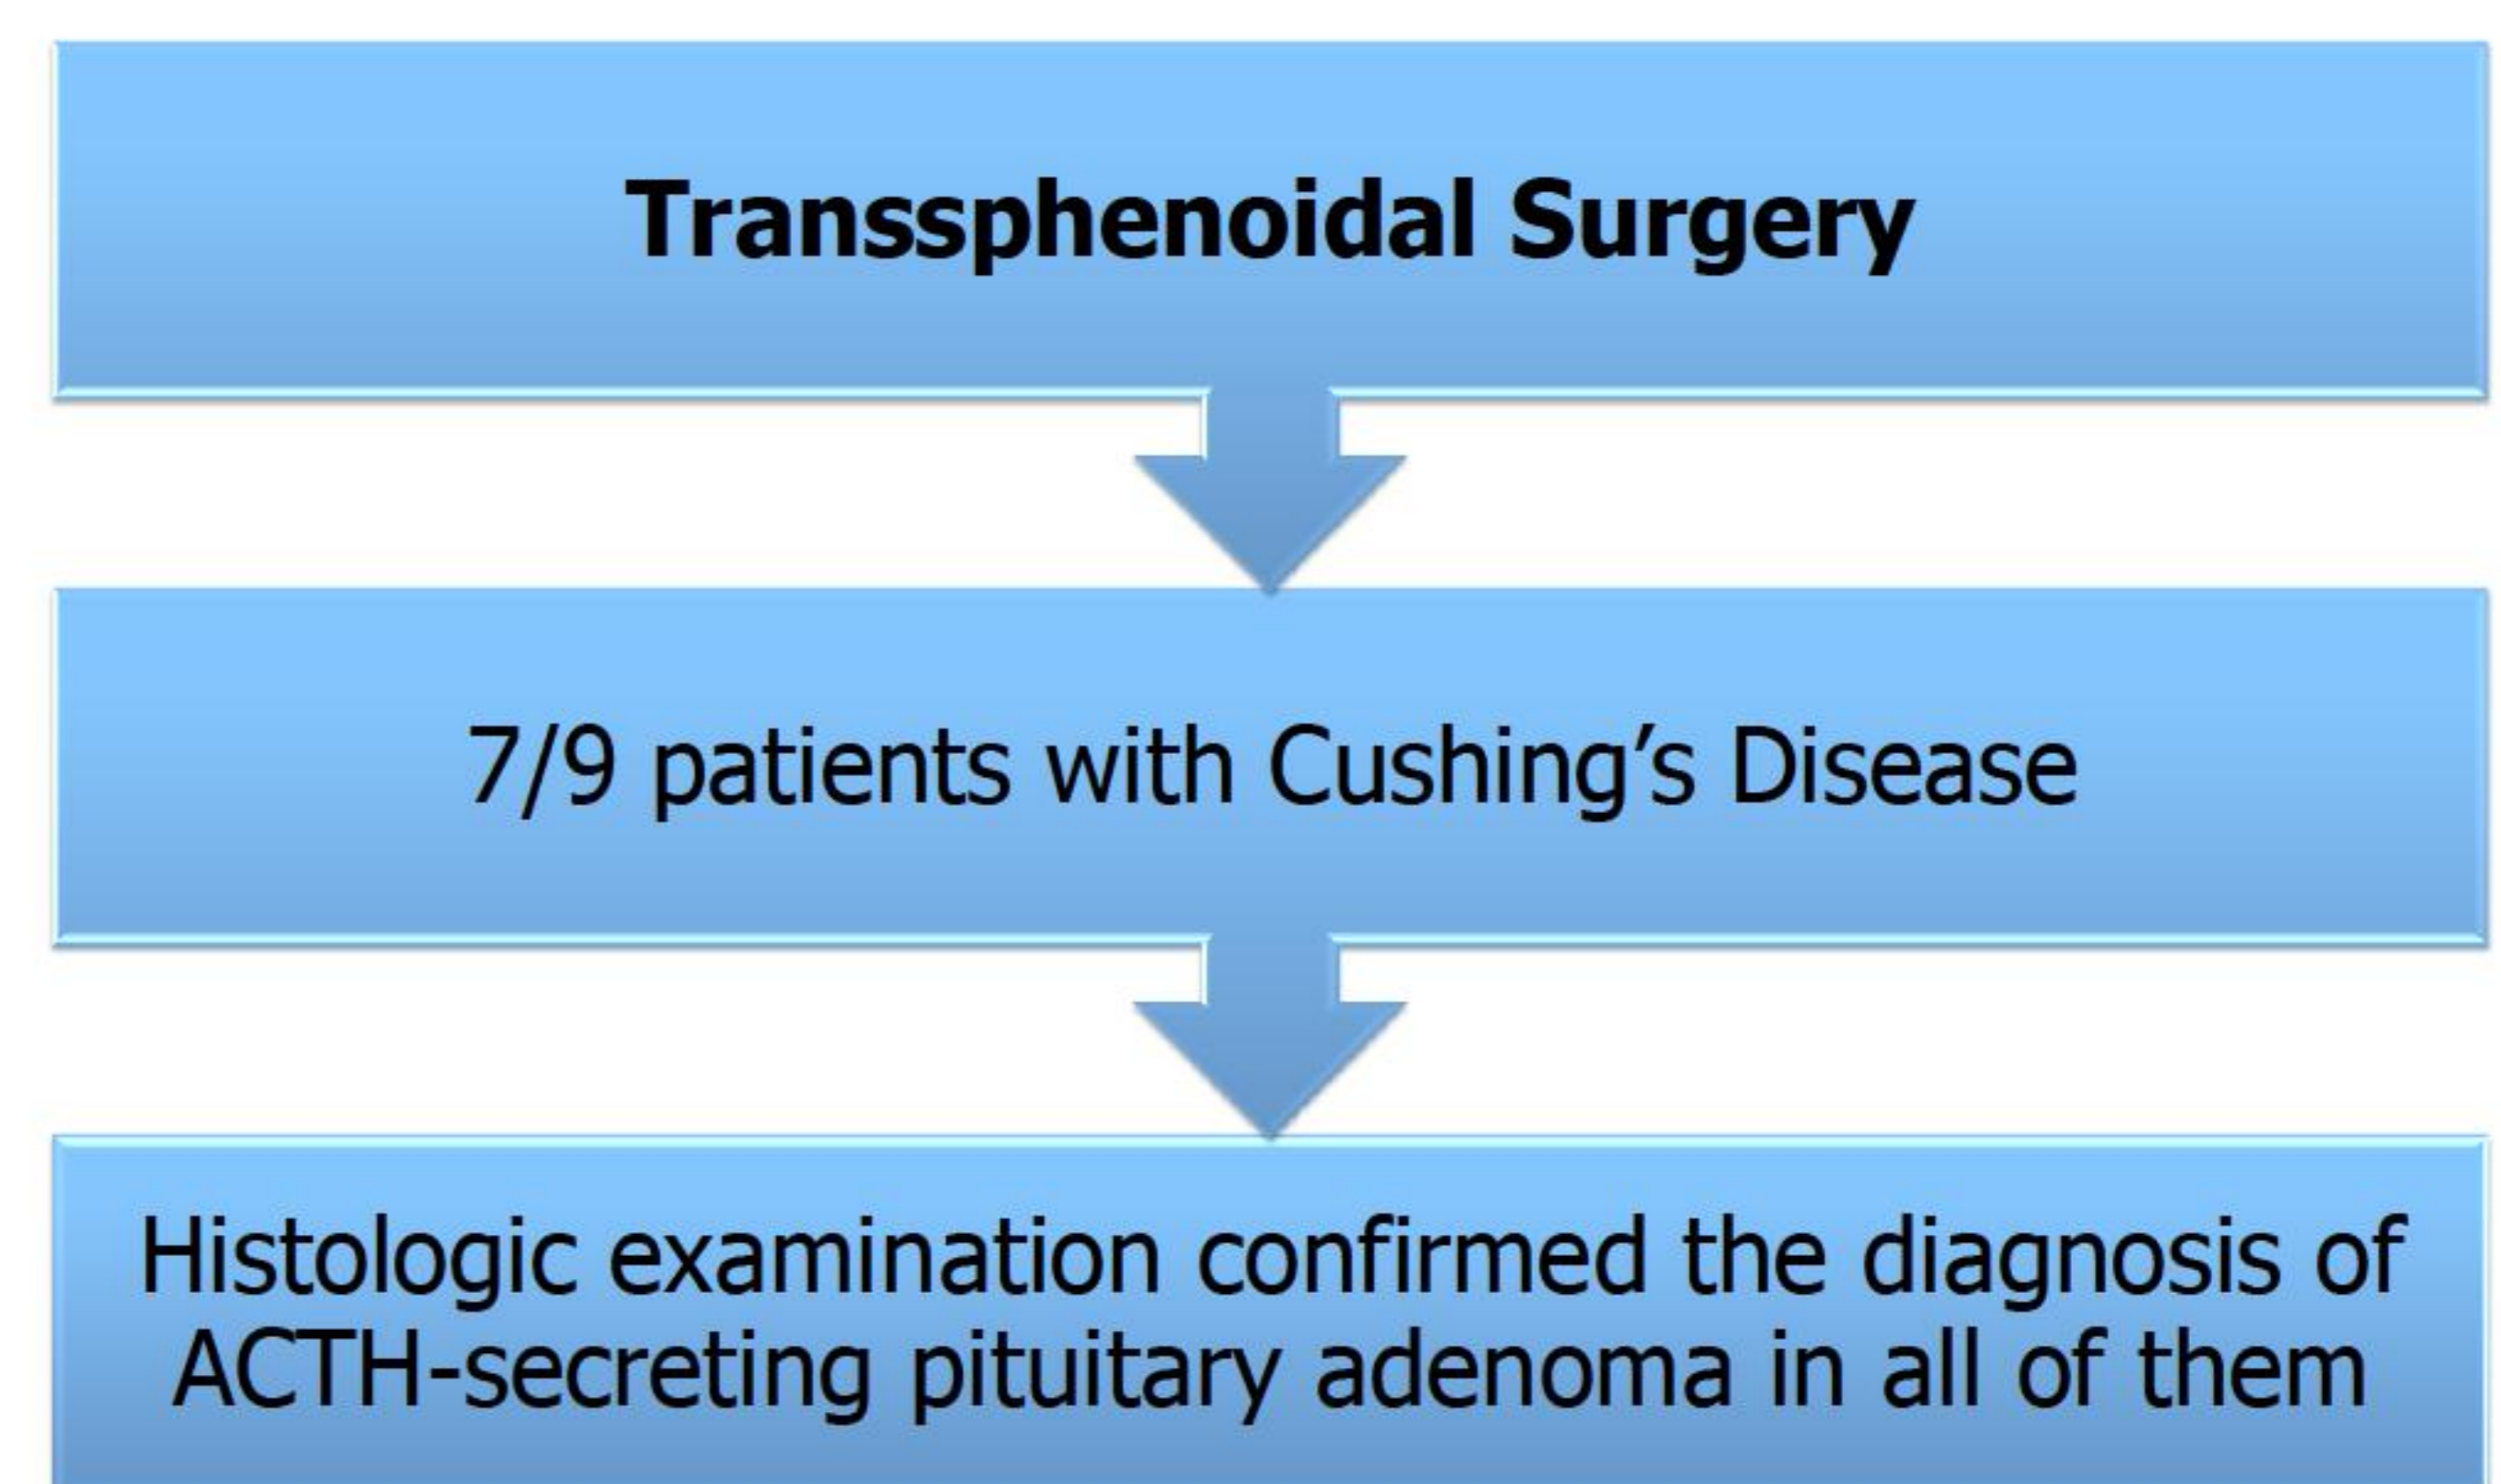 Transsphenoidal Surgery
7/9 patients with Cushing’s Disease
Histologic examination confirmed the diagnosis of
ACTH-secreting pituitary adenoma in all of them